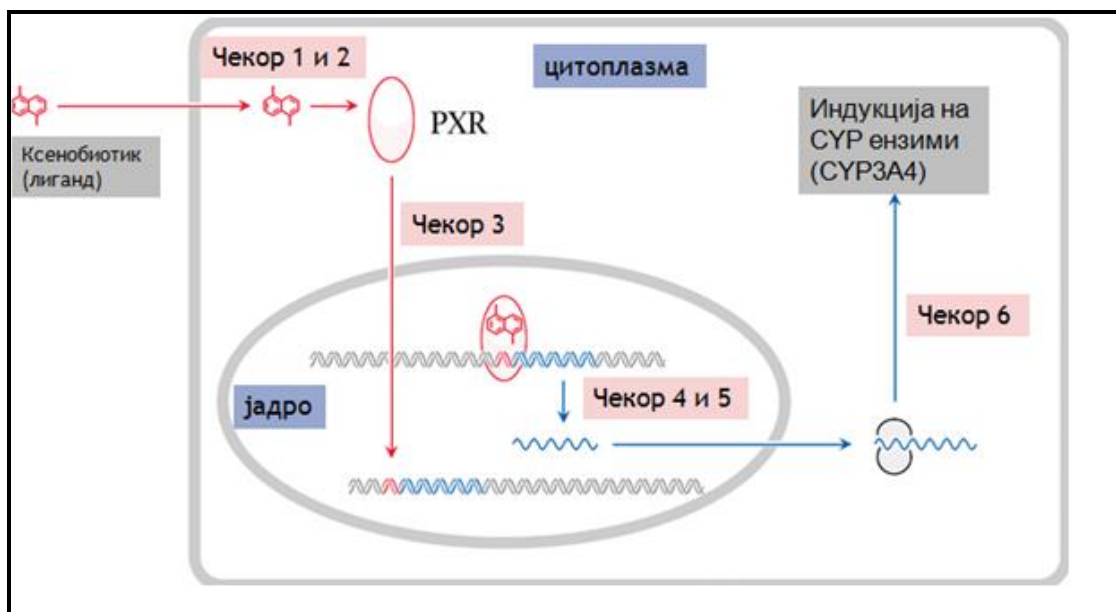 Чекор 1 и 2
цитоплазма
Ксенобиотик
(лиганд)
PXR
Индукција на
CYP ензими
(CYP3A4)
Чекор 3
Чекор 6
јадро
Чекор 4 и 5